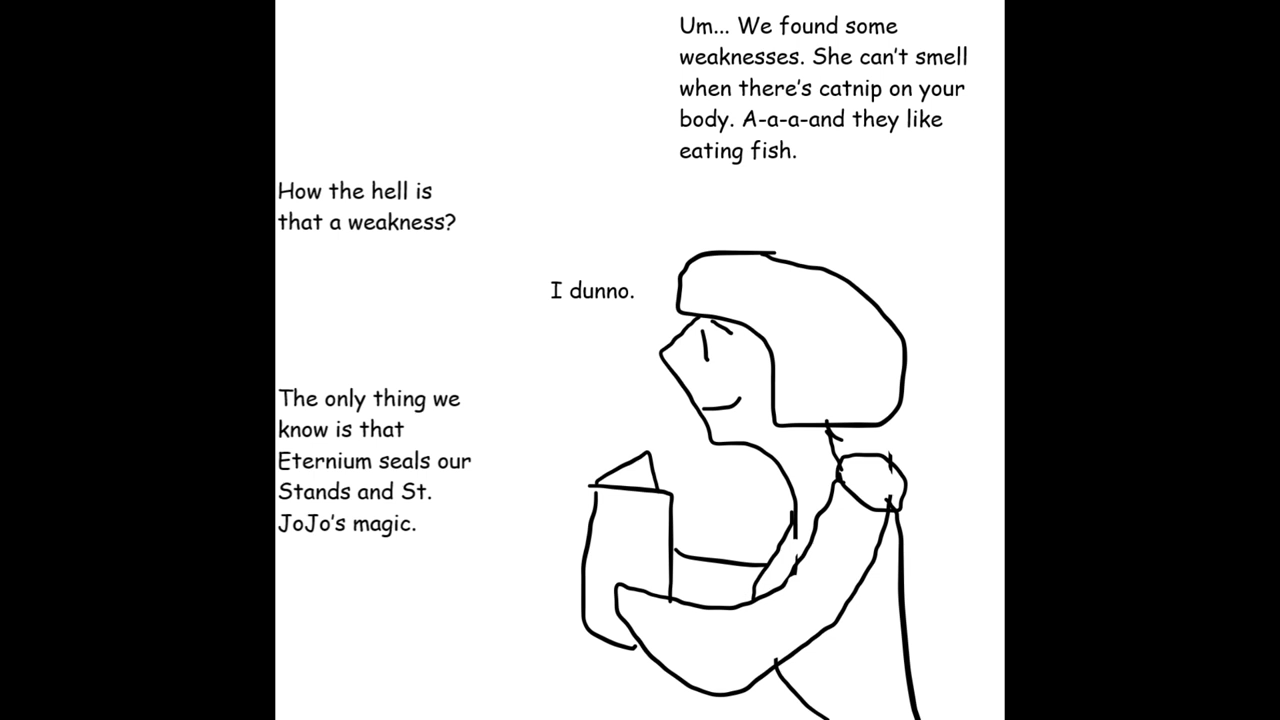 Um... We found some
weaknesses. She can't smell
when there's catnip on your
body. A-a-a-and they like
eating fish.
How the hell is
that a weakness?
I dunno.
The only thing we
know is that
Eternium seals our
Stands and St.
JoJo's magic.